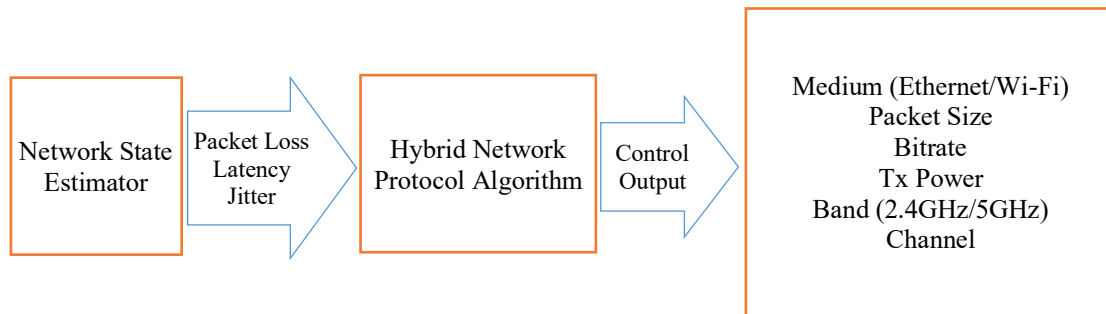 Network State
Estimator
Packet Loss
Latency
Jitter
Hybrid Network
Protocol Algorithm
Control
Output
Medium (Ethernet/Wi-Fi)
Packet Size
Bitrate
Tx Power
Band (2.4GHz/5GHz)
Channel